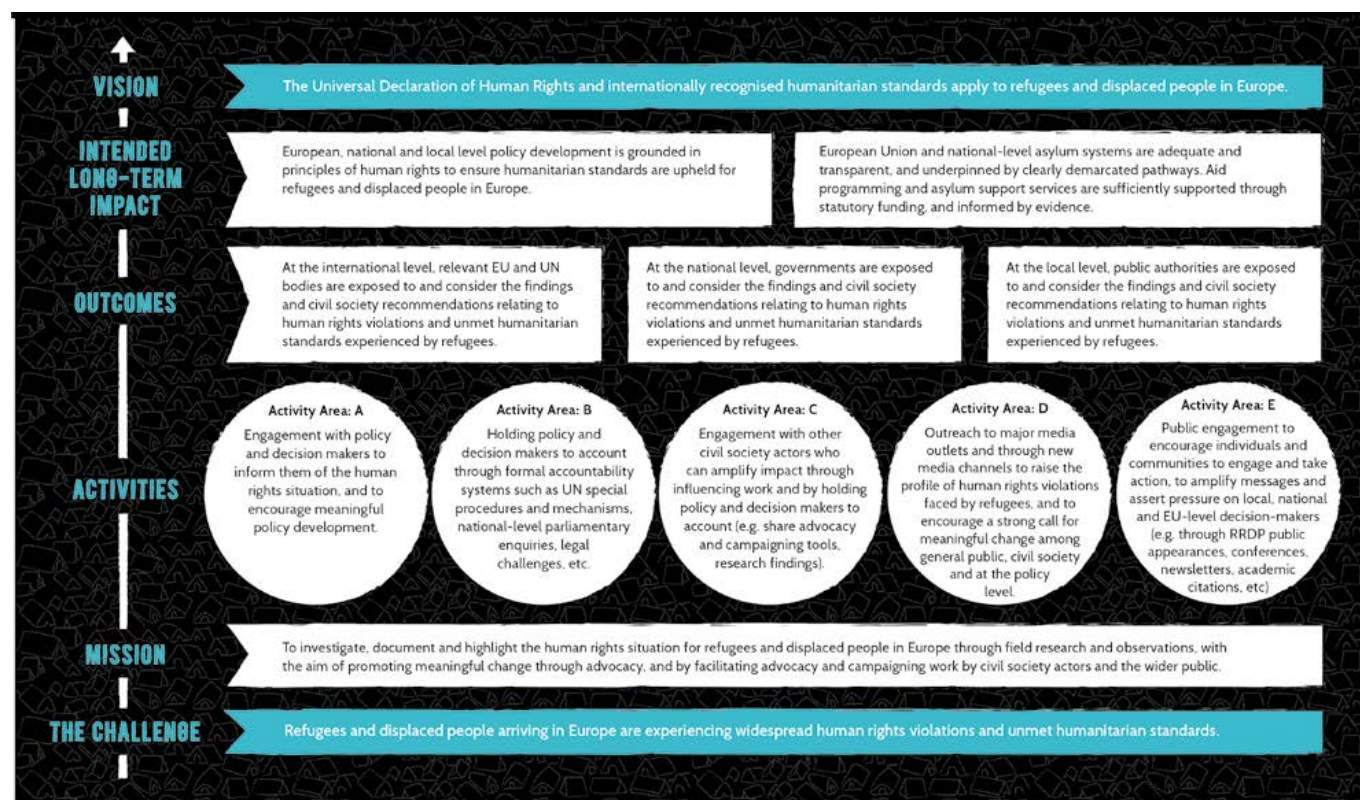 VISION
The Universal Declaration of Human Rights and internationally recognised humanitarian standards apply to refugees and displaced people in Europe.
INTENDED
LONG-TERM
IMPACT
European, national and local level policy development is grounded in
principles of human rights to ensure humanitarian standards are upheld for
refugees and displaced people in Europe.
European Union and national-level asylum systems are adequate and
transparent, and underpinned by clearly demarcated pathways. Aid
programming and asylum support services are sufficiently supported through
statutory funding, and informed by evidence.
OUTCOMES
At the international level, relevant EU and UN
bodies are exposed to and consider the findings
and civil society recommendations relating to
human rights violations and unmet humanitarian
standards experienced by refugees.
At the national level, governments are exposed
to and consider the findings and civil society
recommendations relating to human rights
violations and unmet humanitarian standards
experienced by refugees.
At the local level, public authorities are exposed
to and consider the findings and civil society
recommendations relating to human rights
violations and unmet humanitarian standards
experienced by refugees.
ACTIVITIES
Activity Area: A
Engagement with policy
and decision makers to
inform them of the human
rights situation, and to
encourage meaningful
policy development.
Activity Area: B
Holding policy and
decision makers to account
through formal accountability
systems such as UN special
procedures and mechanisms,
national-level parliamentary
enquiries, legal
challenges, etc.
Activity Area: C
Engagement with other
civil society actors who
can amplify impact through
influencing work and by holding
policy and decision makers to
account (e.g. share advocacy
and campaigning tools,
research findings).
Activity Area: D
Outreach to major media
outlets and through new
media channels to raise the
profile of human rights violations
faced by refugees, and to
encourage a strong call for
meaningful change among
general public, civil society
and at the policy
level.
Activity Area: E
Public engagement to
encourage individuals and
communities to engage and take
action, to amplify messages and
assert pressure on local, national
and EU-level decision-makers
(e.g. through RRDP public
appearances, conferences,
newsletters, academic
citations, etc)
MISSION
To investigate, document and highlight the human rights situation for refugees and displaced people in Europe through field research and observations, with
the aim of promoting meaningful change through advocacy, and by facilitating advocacy and campaigning work by civil society actors and the wider public.
THE CHALLENGE
Refugees and displaced people arriving in Europe are experiencing widespread human rights violations and unmet humanitarian standards.